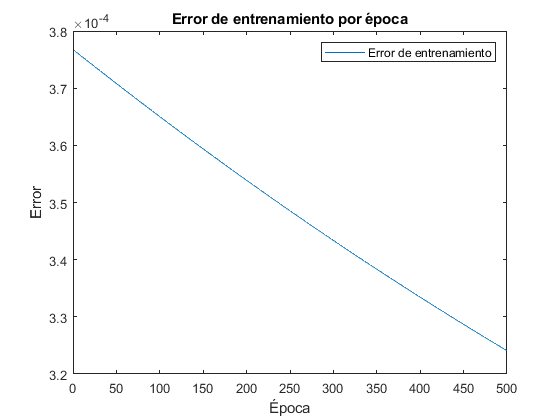 Error de entrenamiento por época
×10-4
3.8
3.7
3.6
3.5
3.4
3.3
3.2
Error
Error de entrenamiento
0 50 100 150 200 250 300 350 400 450 500
Época